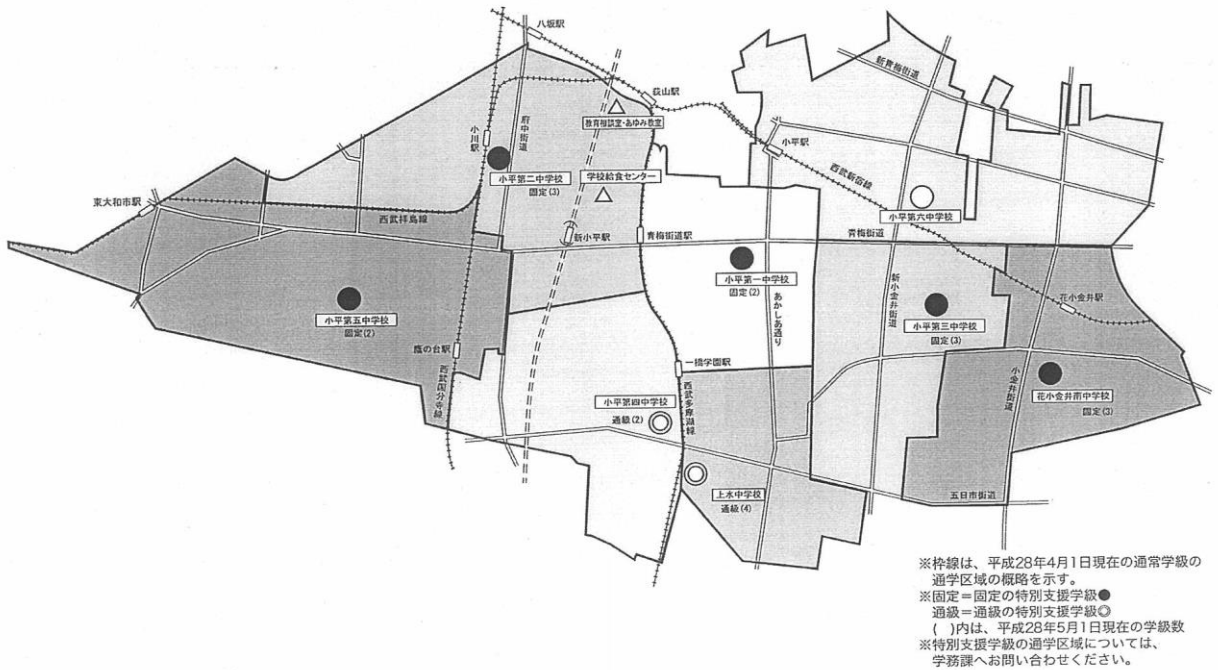 八坂駅
新青梅街道
萩山駅
教育相談室・あゆみ教室
小川駅
府中街道
小平駅
小平第二中学校
固定(3)
学校給食センター
西武新宿線
小平第六中学校
東大和市駅
西武拝島線
新小平駅
青梅街道駅
青梅街道
小平第一中学校
固定(2)
あかしあ通り
新小金井街道
花小金井駅
小平第五中学校
固定(2)
小平第三中学校
固定(3)
鷹の台駅
一橋学園駅
小金井街道
花小金井南中学校
固定(3)
西武国分寺線
小平第四中学校
通級(2)
西武多摩湖線
上水中学校
通級(4)
五日市街道
※枠線は、平成28年4月1日現在の通常学級の
通学区域の概略を示す。
※固定=固定の特別支援学級●
通級=通級の特別支援学級◎
( )内は、平成28年5月1日現在の学級数
※特別支援学級の通学区域については、
学務課へお問い合わせください。